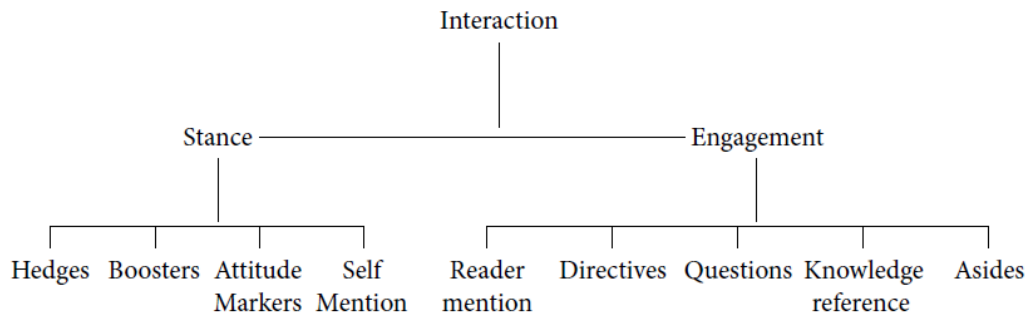 Interaction
Stance Engagement
Hedges Boosters Attitude Self Reader Directives Questions Knowledge Asides
Markers Mention mention reference